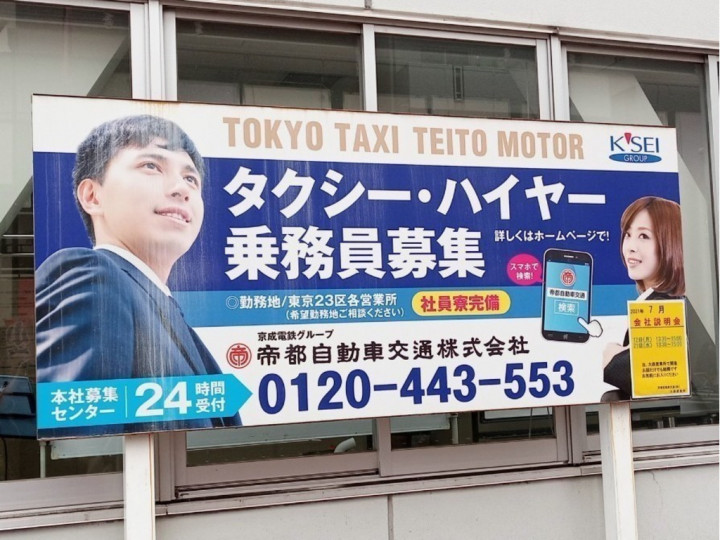 TOKYO TAXI TEITO MOTOR
K'SEI
GROUP
タクシー・ハイヤー
乗務員募集
詳しくはホームページで!
スマホで
検索!
帝都自動車交通
検索
◎勤務地/東京23区各営業所
(希望勤務地ご相談ください)
社員寮完備
京成電鉄グループ
帝都自動車交通株式会社
本社募集
センター
24時間
受付
0120-443-553
2021年 7月
会社説明会